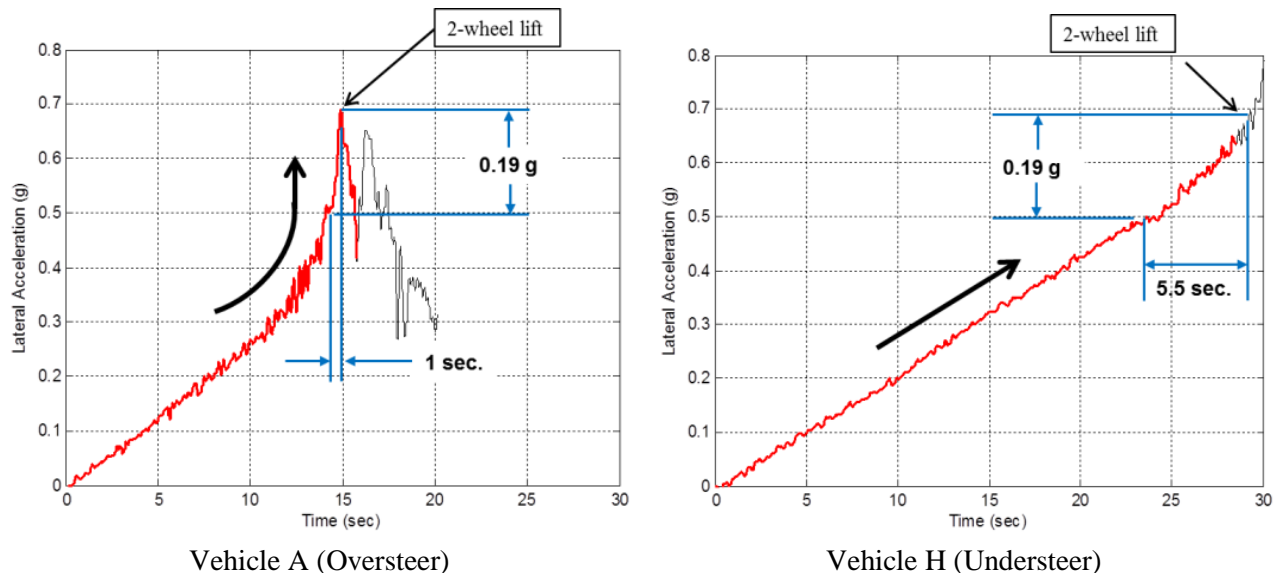 2-wheel lift
0.8
0.7
0.6
0.5
0.4
0.3
0.2
0.1
0
Lateral Acceleration (g)
0.19 g
1 sec.
0 5 10 15 20 25 30
Time (sec)
Vehicle A (Oversteer)
2-wheel lift
0.8
0.7
0.6
0.5
0.4
0.3
0.2
0.1
0
Lateral Acceleration (g)
0.19 g
5.5 sec.
0 5 10 15 20 25 30
Time (sec)
Vehicle H (Understeer)